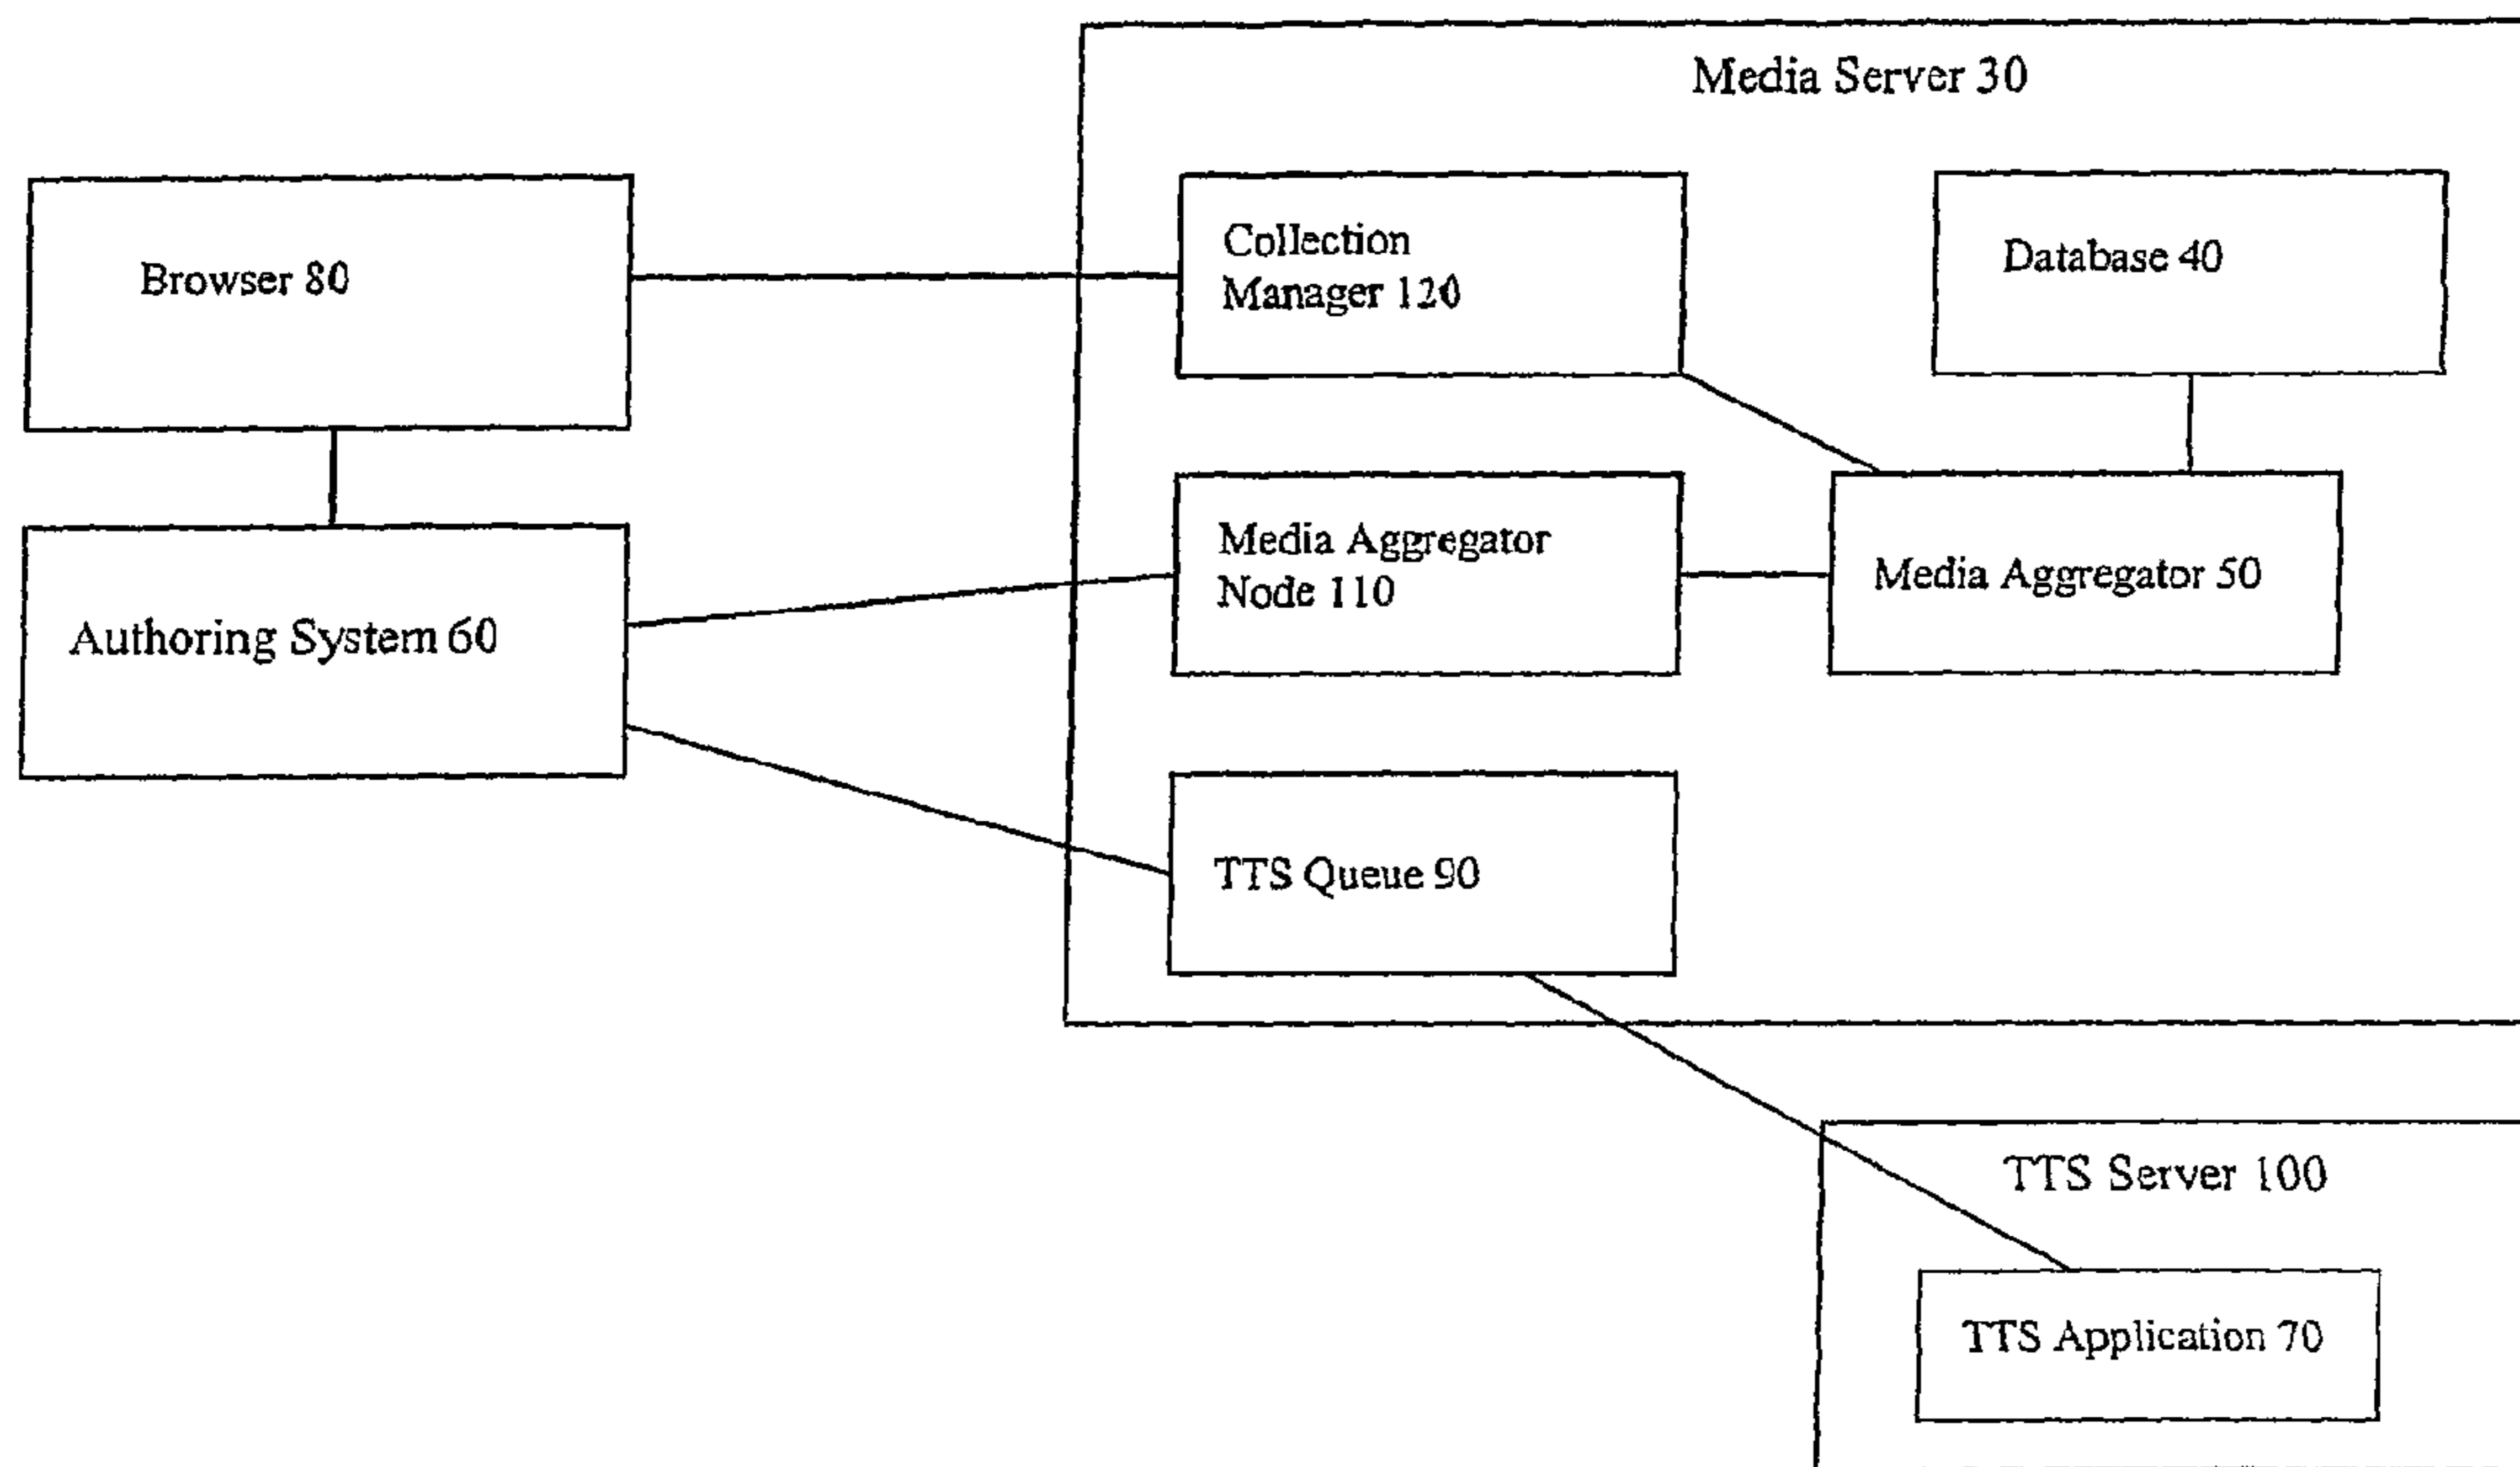 Media Server 30
Browser 80
Collection
Manager 120
Database 40
Authoring System 60
Media Aggregator
Node 110
Media Aggregator 50
TTS Queue 90
TTS Server 100
TTS Application 70